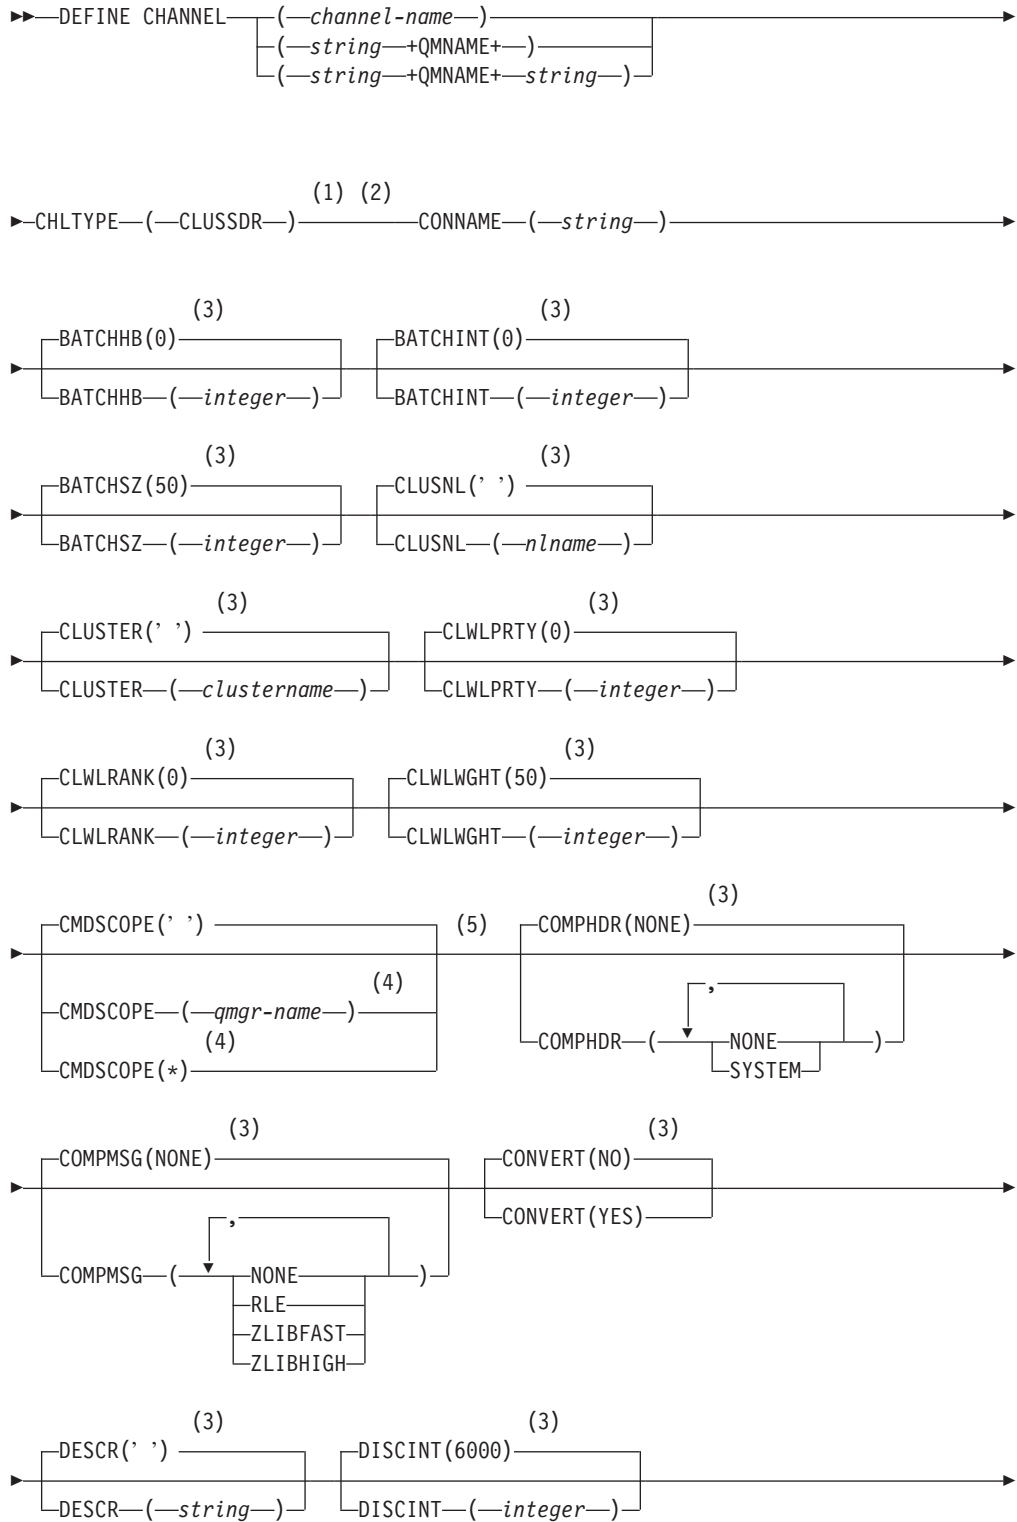 DEFINE CHANNEL ( channel-name )
( string +QMNAME+ )
( string +QMNAME+ string )
(1) (2)
CHLTYPE ( CLUSSDR ) CONNAME ( string )
(3) (3)
BATCHHB(0) BATCHINT(0)
BATCHHB ( integer ) BATCHINT ( integer )
(3) (3)
BATCHSZ(50) CLUSNL(’ ’)
BATCHSZ ( integer ) CLUSNL ( nlname )
(3) (3)
CLUSTER(’ ’) CLWLPRTY(0)
CLUSTER ( clustername ) CLWLPRTY ( integer )
(3) (3)
CLWLRANK(0) CLWLWGHT(50)
CLWLRANK ( integer ) CLWLWGHT ( integer )
(3)
CMDSCOPE(’ ’) (5) COMPHDR(NONE)
(4) ,
CMDSCOPE ( qmgr-name )
(4) COMPHDR ( NONE )
CMDSCOPE(*) SYSTEM
(3) (3)
COMPMSG(NONE) CONVERT(NO)
, CONVERT(YES)
COMPMSG ( NONE )
RLE
ZLIBFAST
ZLIBHIGH
(3) (3)
DESCR(’ ’) DISCINT(6000)
DESCR ( string ) DISCINT ( integer )